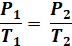 P₁/T₁ = P₂/T₂